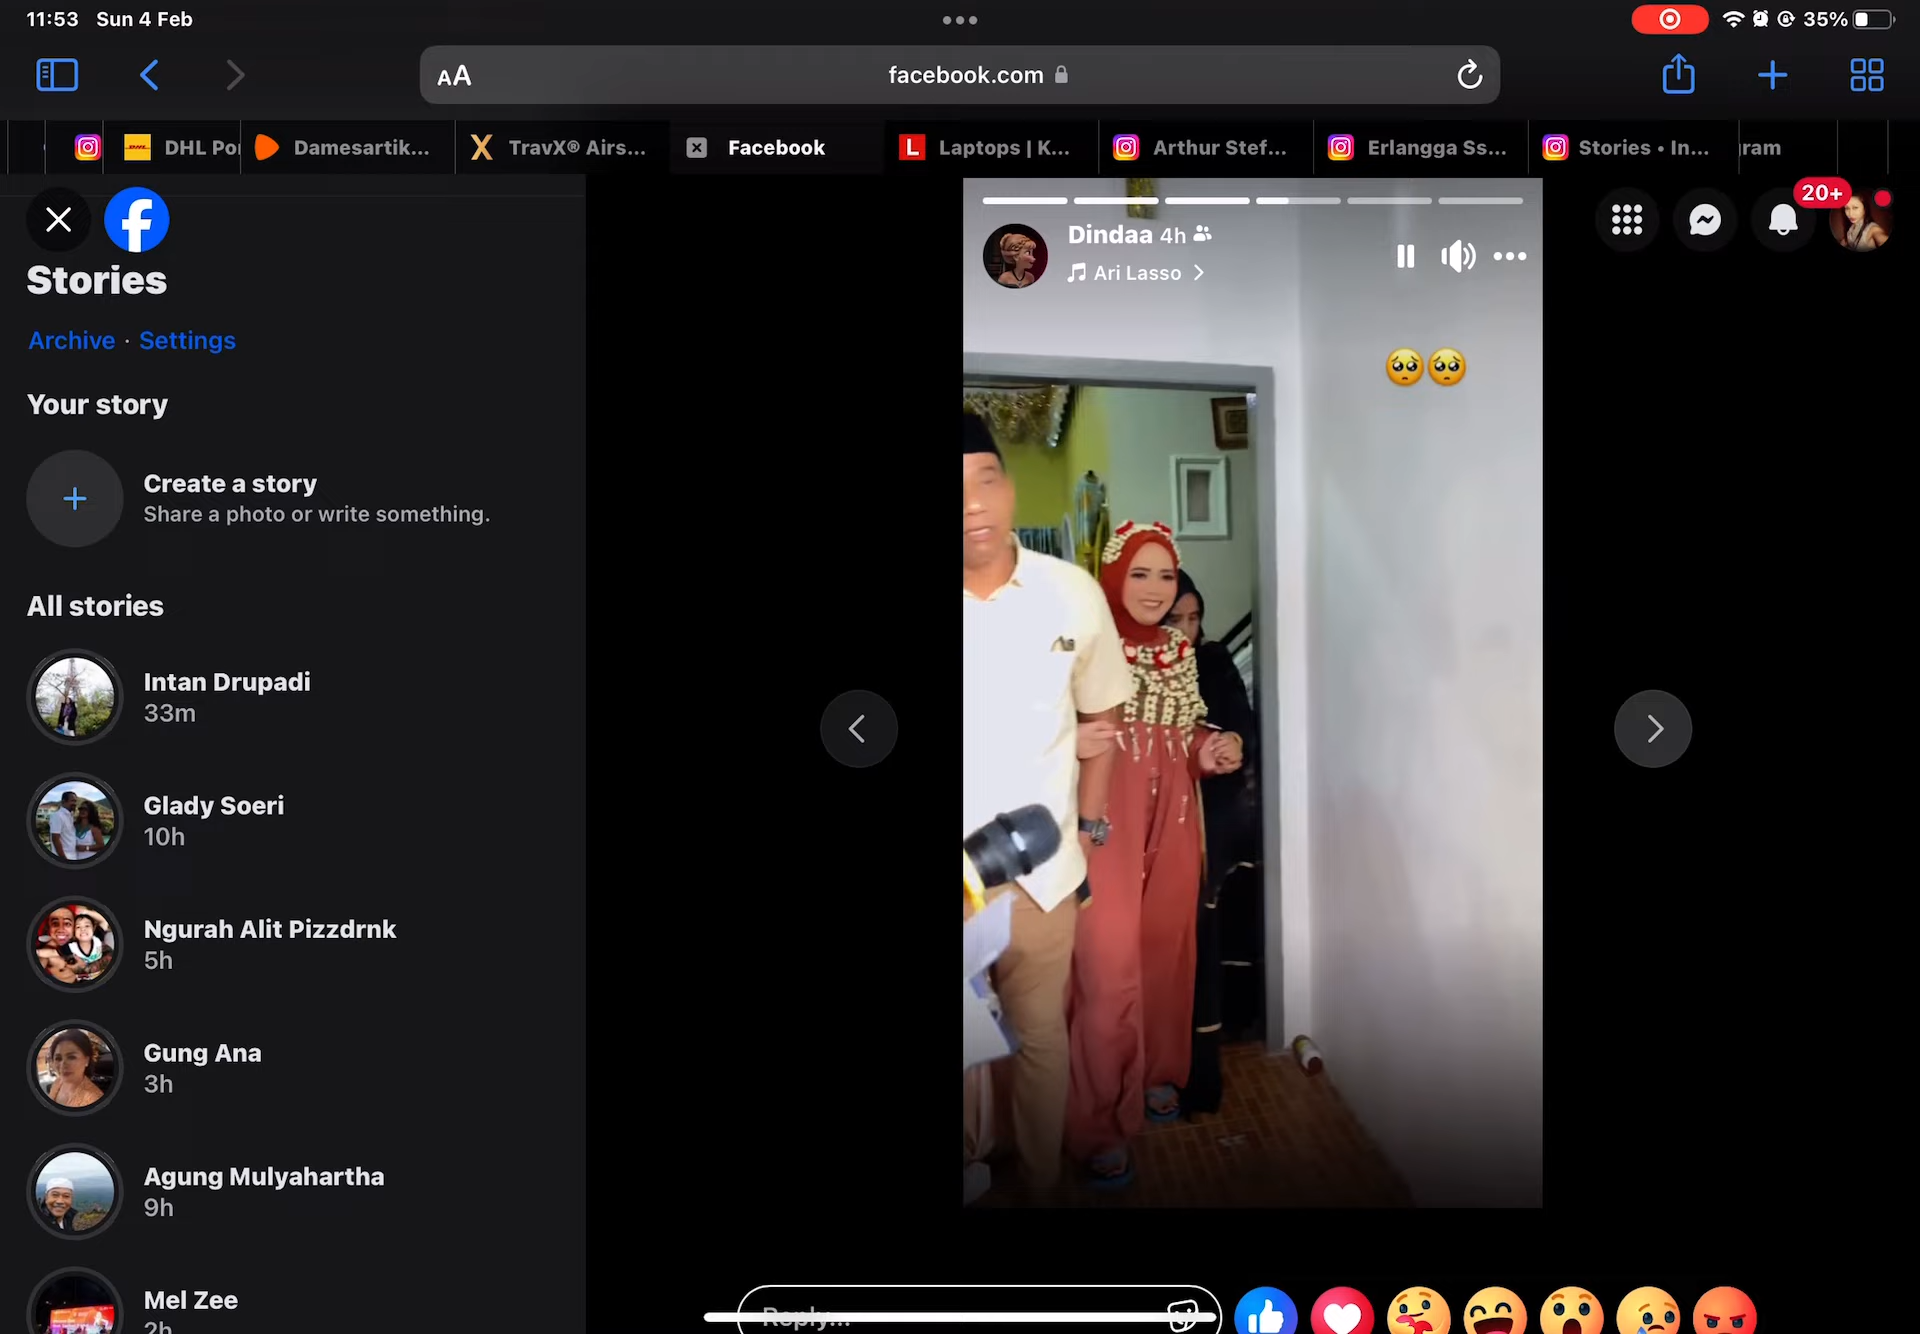 11:53 Sun 4 Feb
35%
AA
facebook.com
DHL Po
Damesartik...
TravX® Airs...
Facebook
L Laptops | K...
Arthur Stef...
Erlangga Ss...
Stories • In...
ram
Stories
Archive · Settings
Your story
Create a story
Share a photo or write something.
All stories
Intan Drupadi
33m
Glady Soeri
10h
Ngurah Alit Pizzdrnk
5h
Gung Ana
3h
Agung Mulyahartha
9h
Mel Zee
2h
Dindaa 4h
Ari Lasso
20+
Reply...